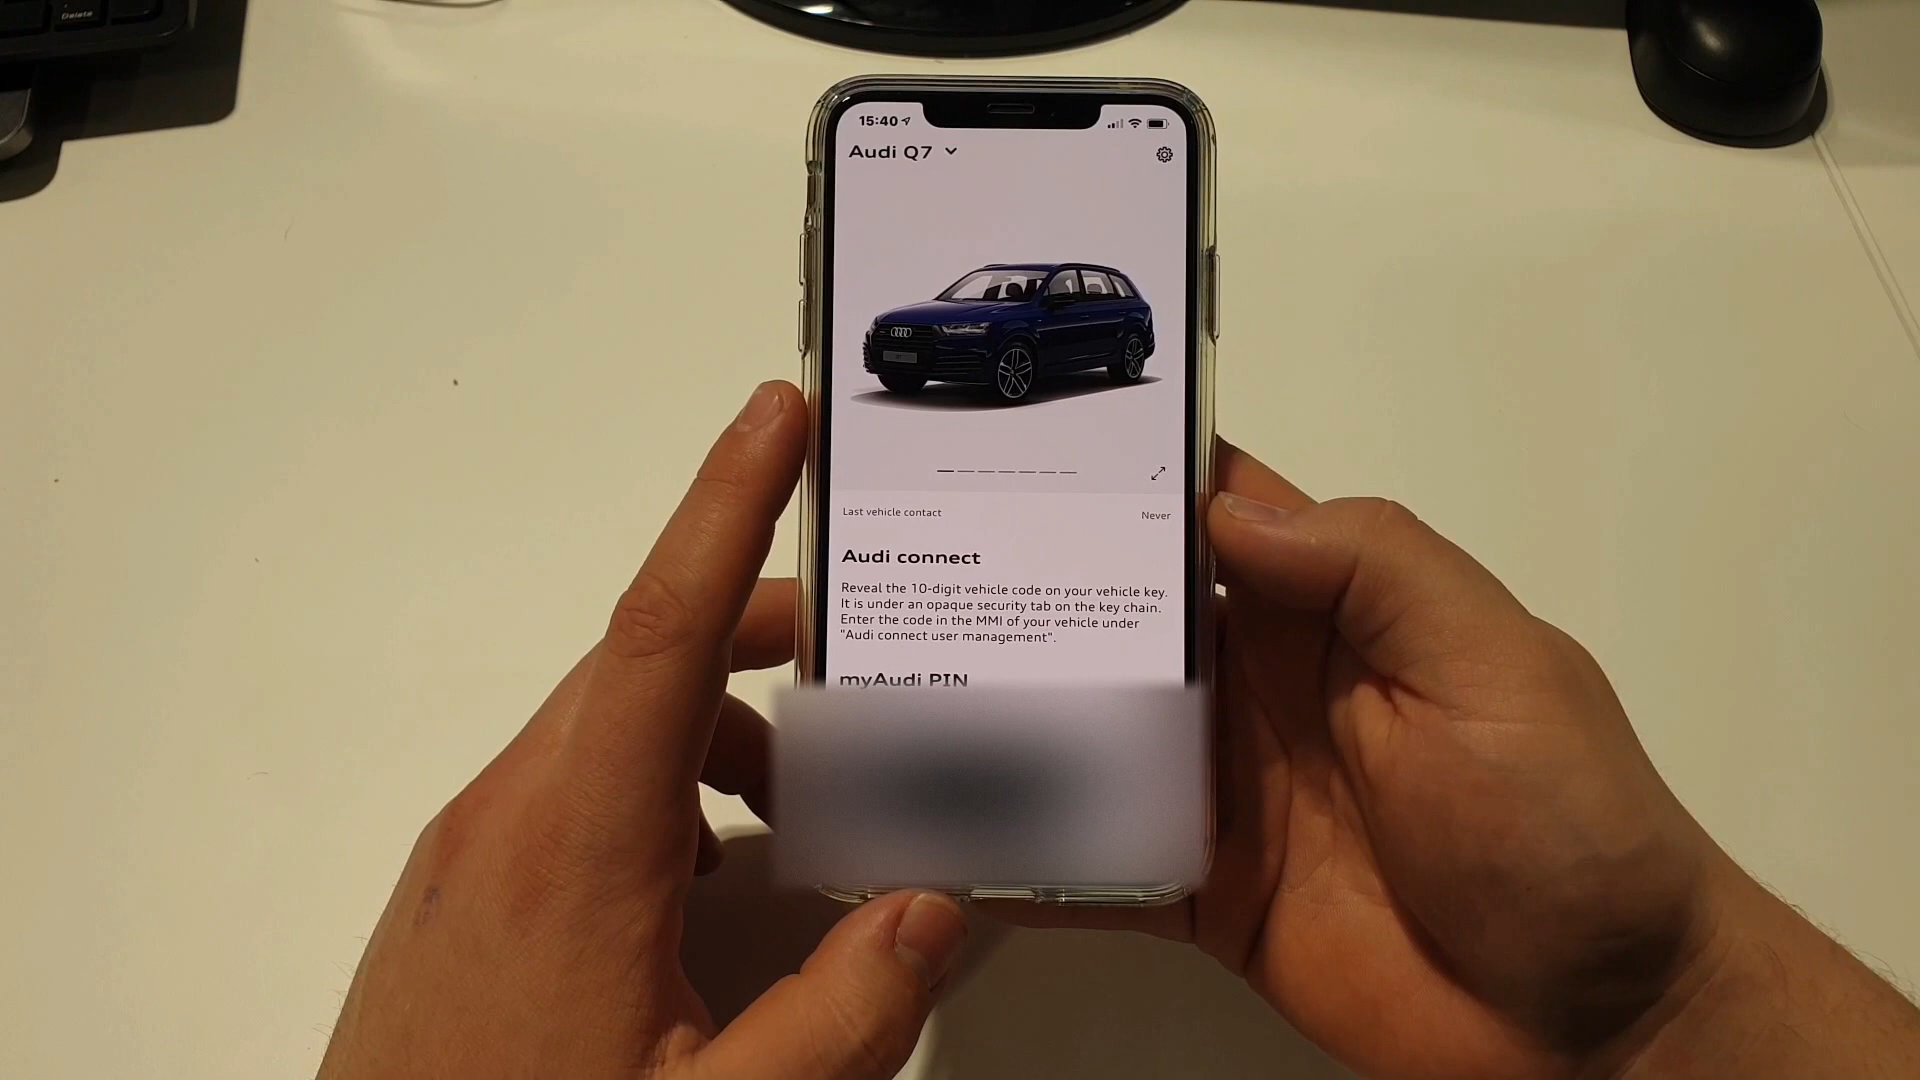 Delete
15:40
Audi Q7
Last vehicle contact
Never
Audi connect
Reveal the 10-digit vehicle code on your vehicle key.
It is under an opaque security tab on the key chain.
Enter the code in the MMI of your vehicle under
"Audi connect user management".
myAudi PIN